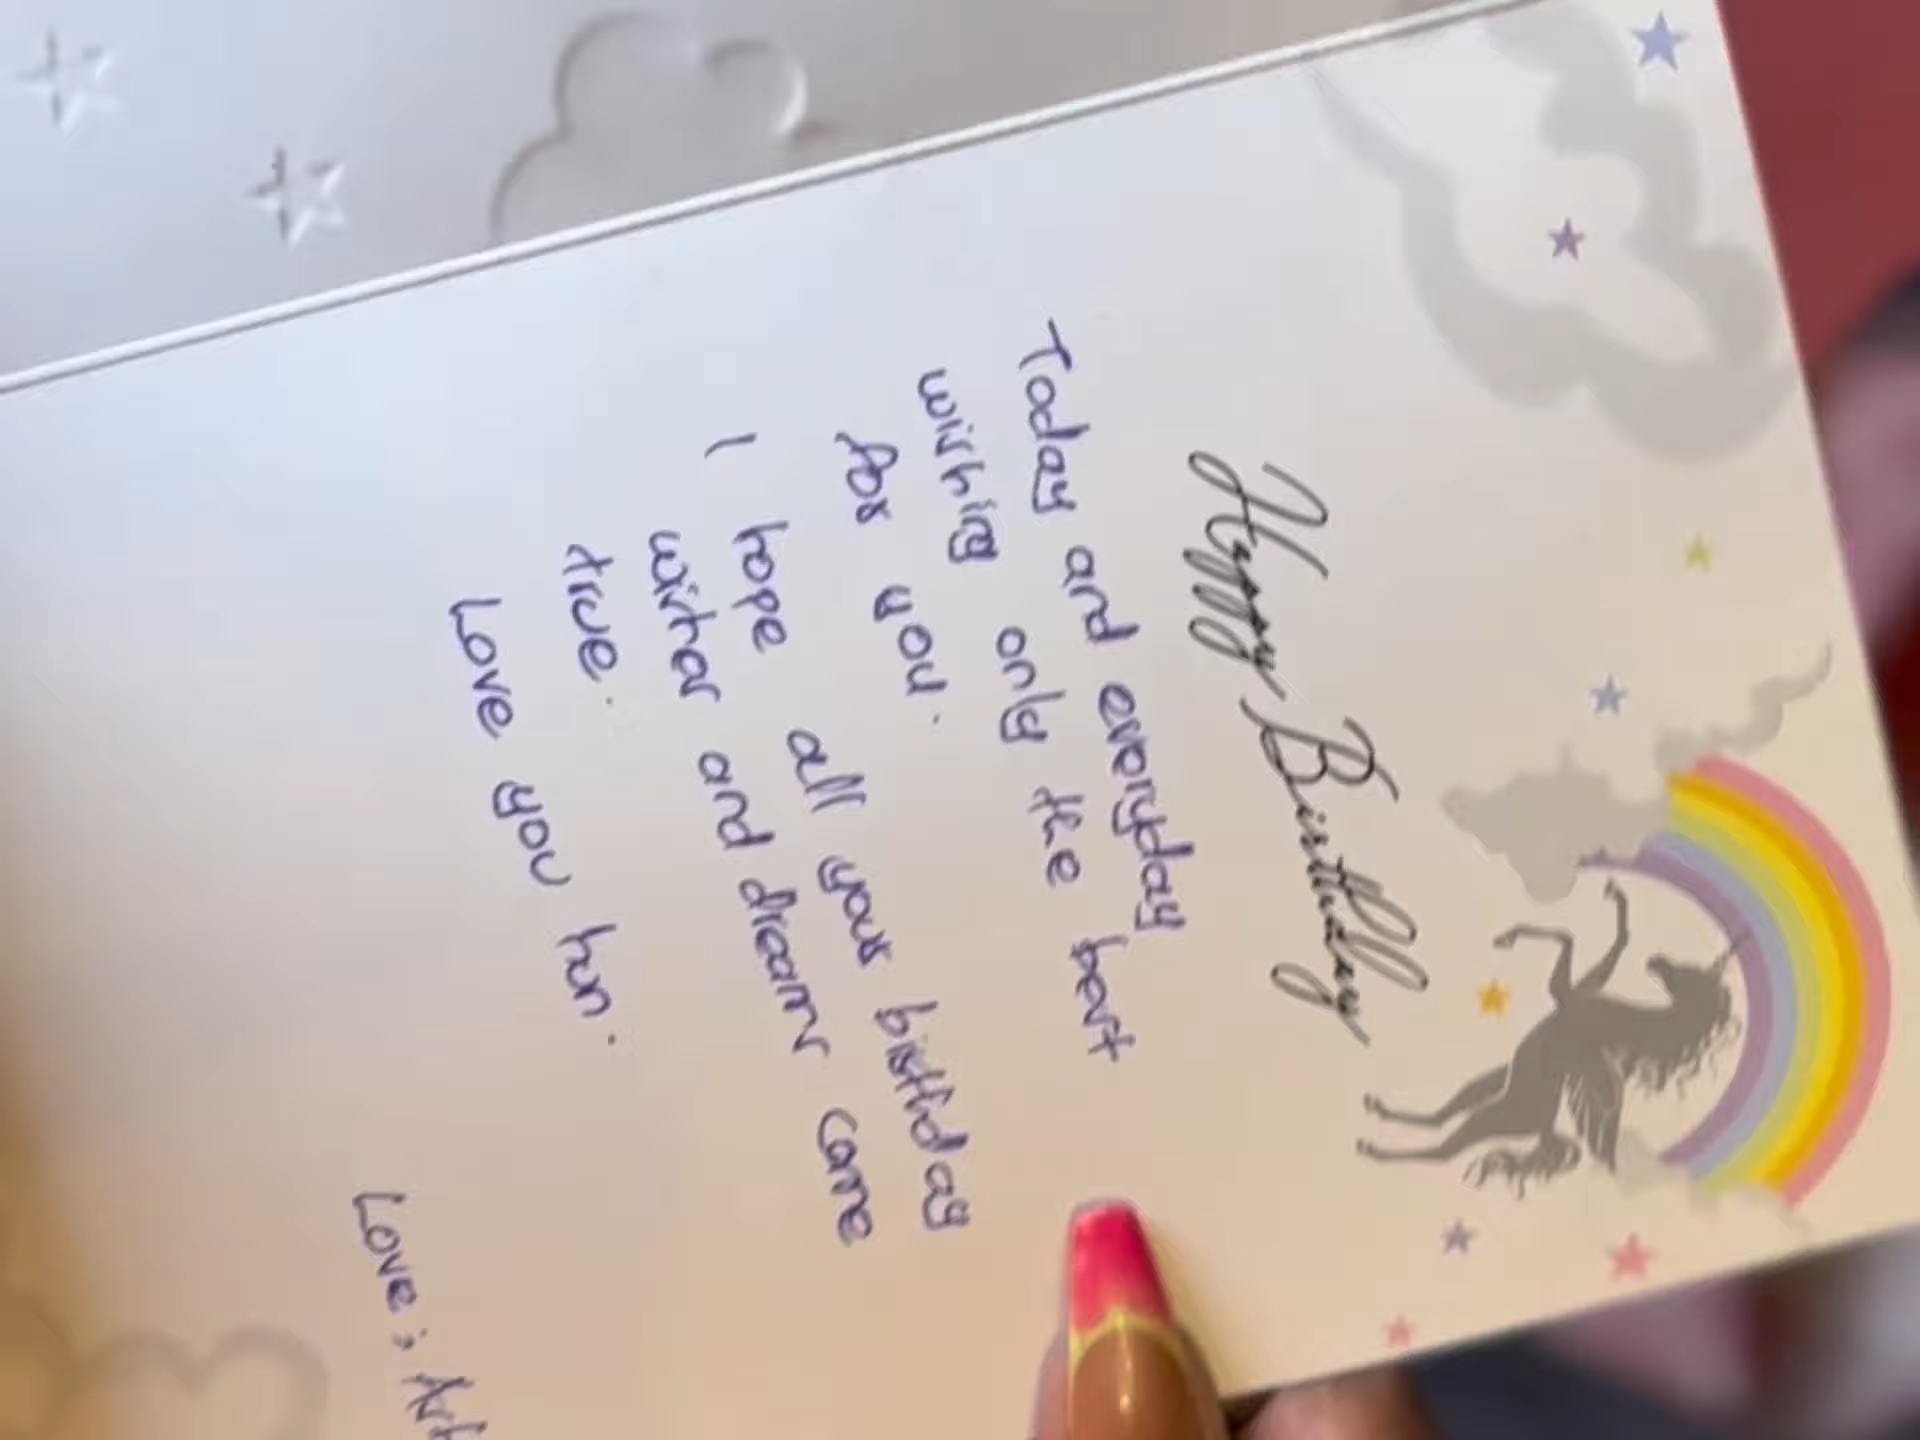 Happy Birthday
Today and everyday
wishing only the best
for you.
I hope all your birthday
wishes and dreams come
true.
Love you hun.
Love;